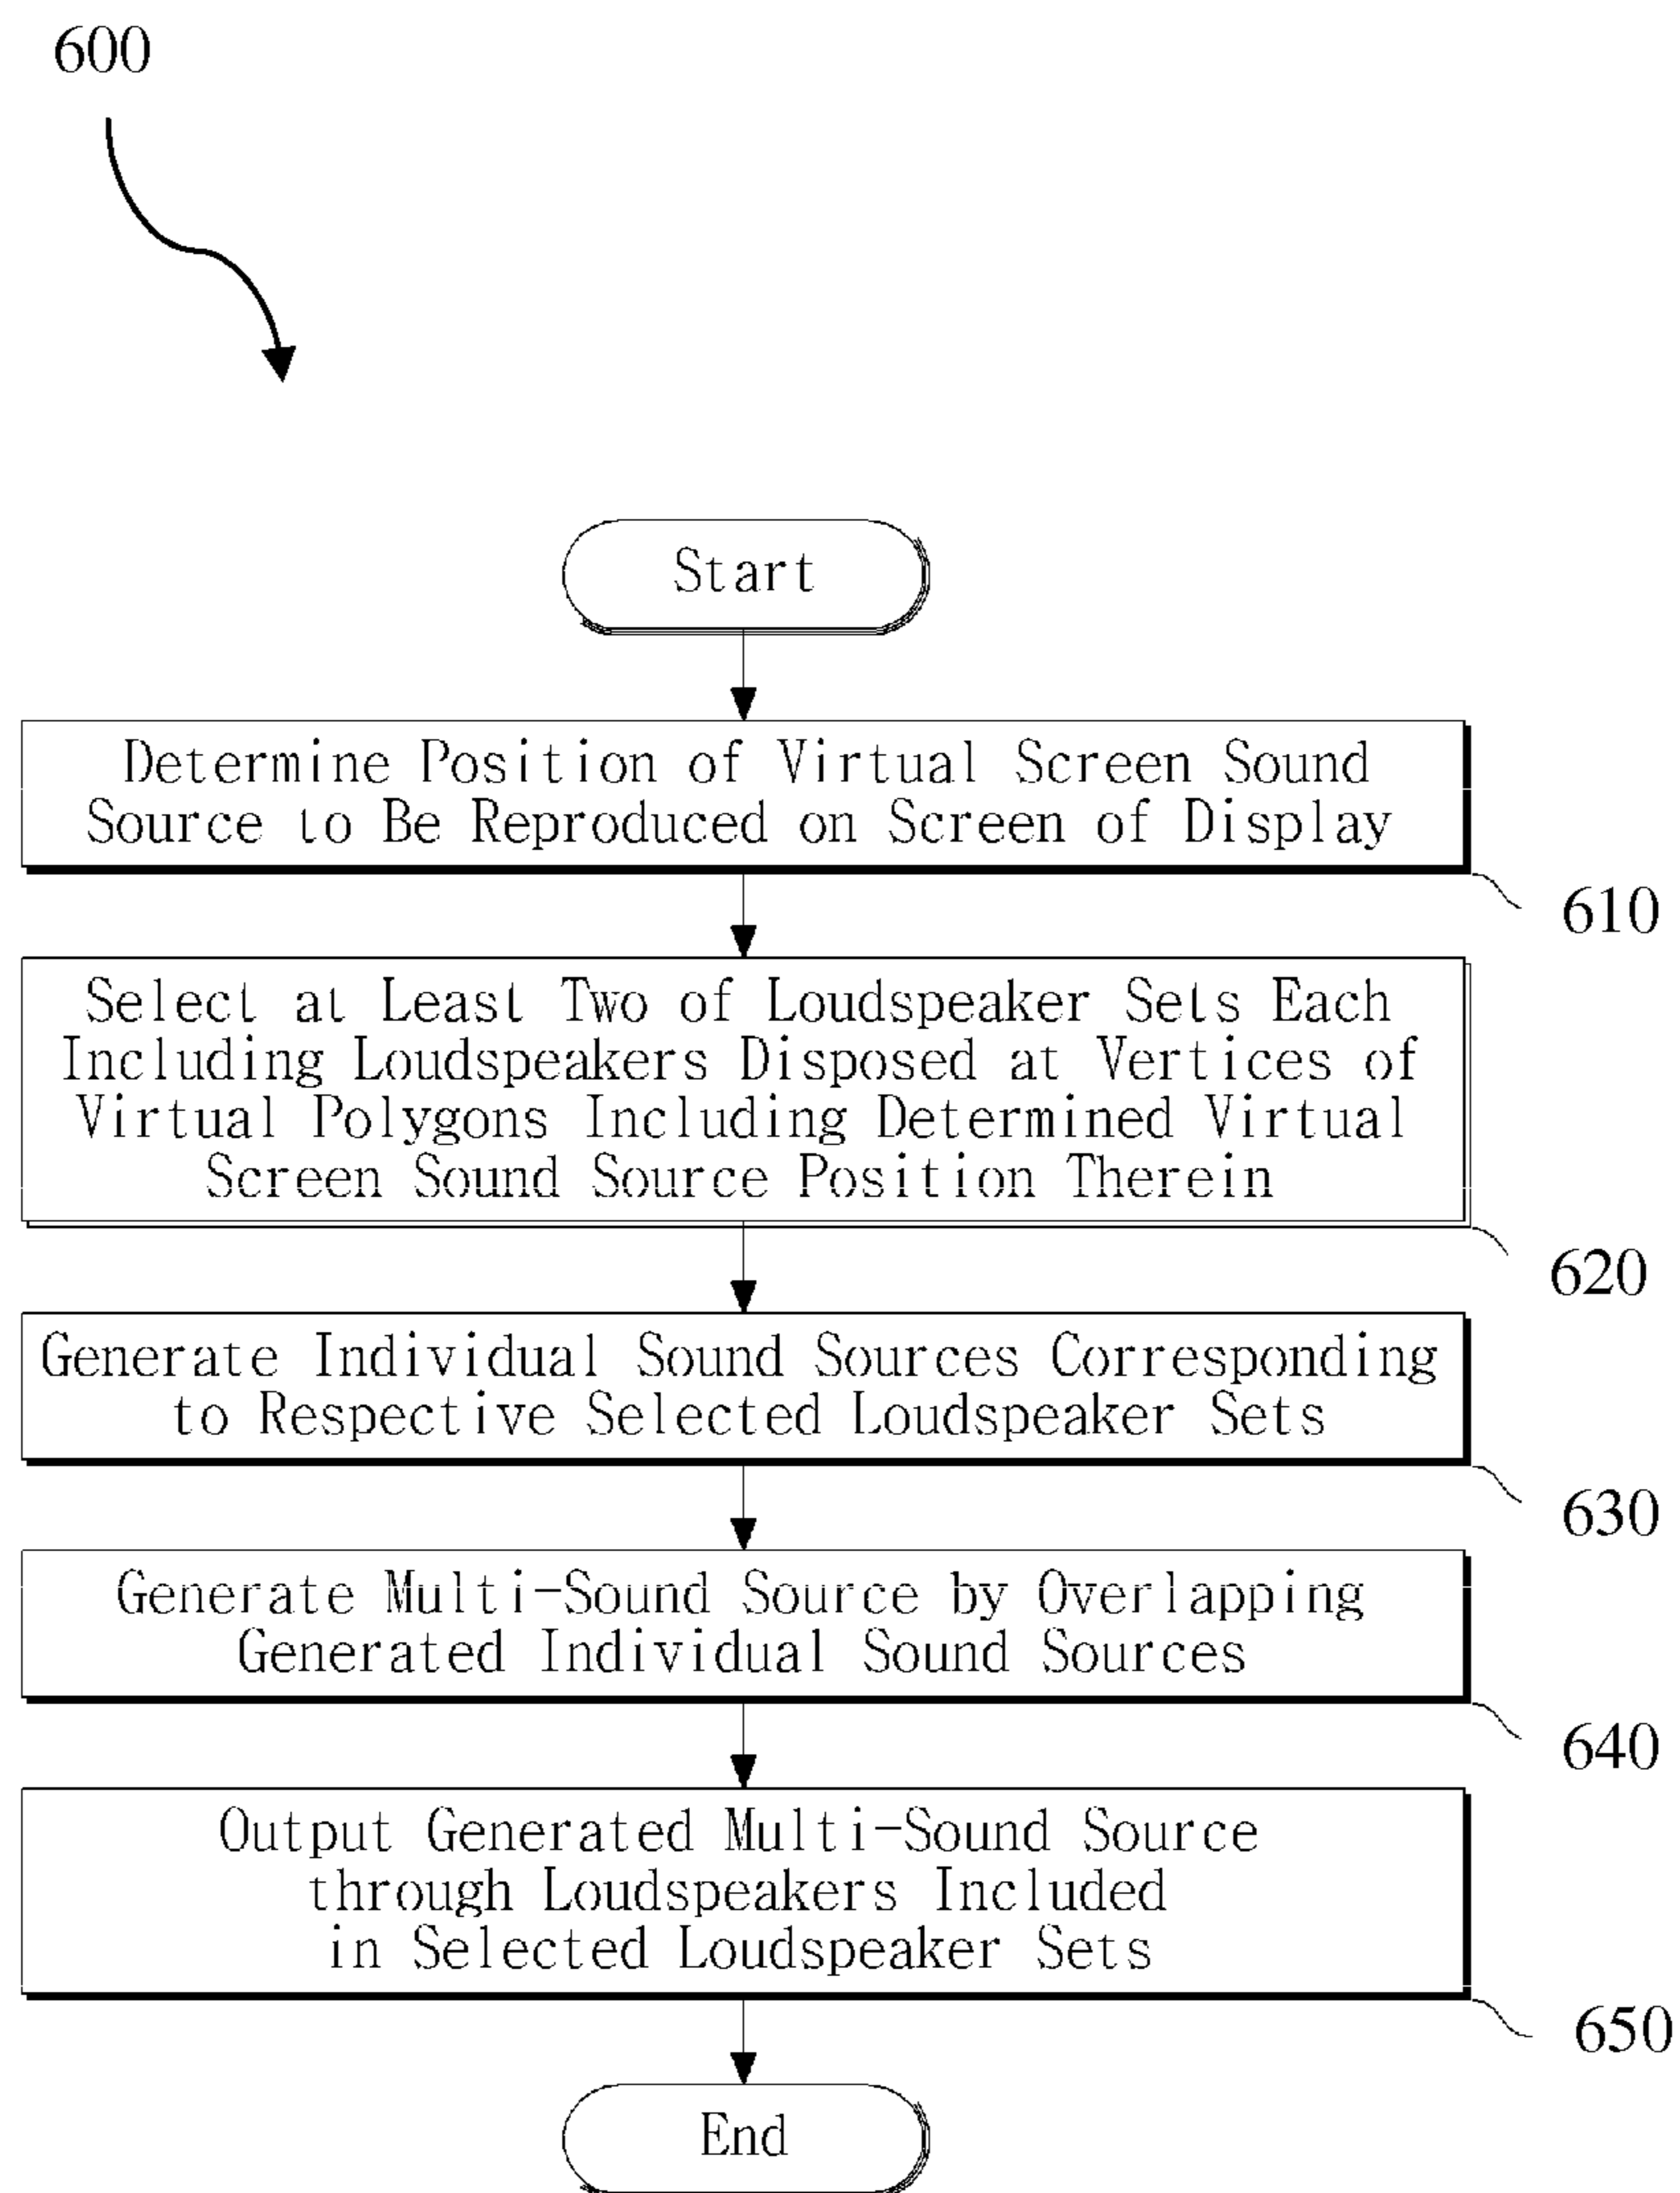 600
Start
Determine Position of Virtual Screen Sound
Source to Be Reproduced on Screen of Display
610
Select at Least Two of Loudspeaker Sets Each
Including Loudspeakers Disposed at Vertices of
Virtual Polygons Including Determined Virtual
Screen Sound Source Position Therein
620
Generate Individual Sound Sources Corresponding
to Respective Selected Loudspeaker Sets
630
Generate Multi-Sound Source by Overlapping
Generated Individual Sound Sources
640
Output Generated Multi-Sound Source
through Loudspeakers Included
in Selected Loudspeaker Sets
650
End